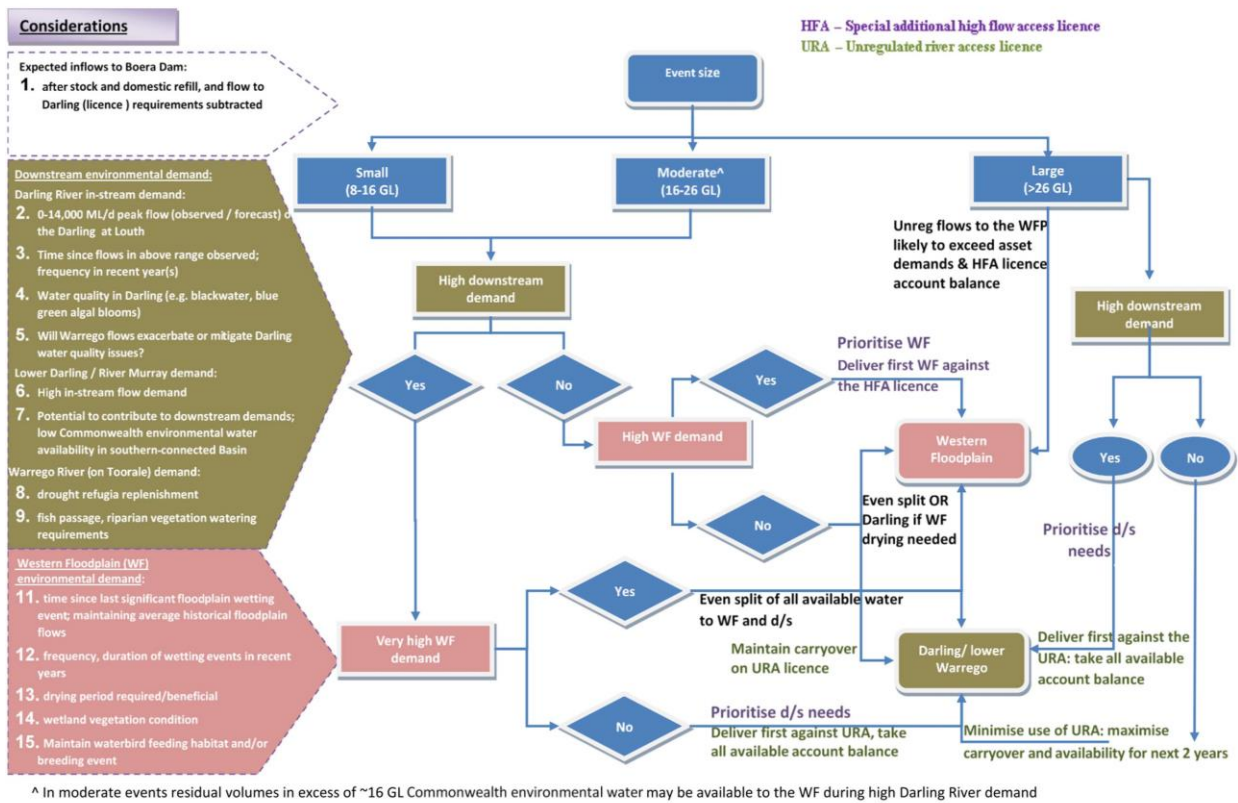 Considerations
HFA – Special additional high flow access licence
URA – Unregulated river access licence
Expected inflows to Boera Dam:
1. after stock and domestic refill, and flow to
Darling (licence ) requirements subtracted
Downstream environmental demand:
Darling River in-stream demand:
2. 0-14,000 ML/d peak flow (observed / forecast)
the Darling at Louth
3. Time since flows in above range observed;
frequency in recent year(s)
4. Water quality in Darling (e.g. blackwater, blue
green algal blooms)
5. Will Warrego flows exacerbate or mitigate Darling
water quality issues?
Lower Darling / River Murray demand:
6. High in-stream flow demand
7. Potential to contribute to downstream demands;
low Commonwealth environmental water
availability in southern-connected Basin
Warrego River (on Toorale) demand:
8. drought refugia replenishment
9. fish passage, riparian vegetation watering
requirements
Western Floodplain (WF)
environmental demand:
11. time since last significant floodplain wetting
event; maintaining average historical floodplain
flows
12. frequency, duration of wetting events in recent
years
13. drying period required/beneficial
14. wetland vegetation condition
15. Maintain waterbird feeding habitat and/or
breeding event
Event size
Small
(8-16 GL)
Moderate^
(16-26 GL)
Large
(>26 GL)
Unreg flows to the WFP
likely to exceed asset
demands & HFA licence
account balance
High downstream
demand
High downstream
demand
Yes
No
Prioritise WF
Deliver first WF against
the HFA licence
Yes
High WF demand
No
Western
Floodplain
Even split OR
Darling if WF
drying needed
Yes
No
Prioritise d/s
needs
Very high WF
demand
Yes
Even split of all available water
to WF and d/s
Maintain carryover
on URA licence
Darling/ lower
Warrego
Deliver first against the
URA: take all available
account balance
No
Prioritise d/s needs
Deliver first against URA, take
all available account balance
Minimise use of URA: maximise
carryover and availability for next 2 years
^ In moderate events residual volumes in excess of ~16 GL Commonwealth environmental water may be available to the WF during high Darling River demand